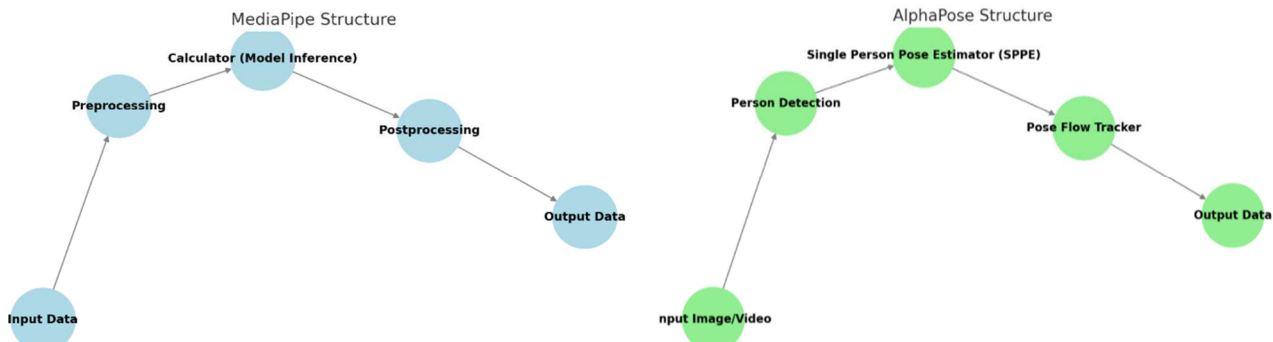 MediaPipe Structure
Calculator (Model Inference)
Preprocessing
Postprocessing
Output Data
Input Data
AlphaPose Structure
Single Person Pose Estimator (SPPE)
Person Detection
Pose Flow Tracker
Output Data
nput Image/Video